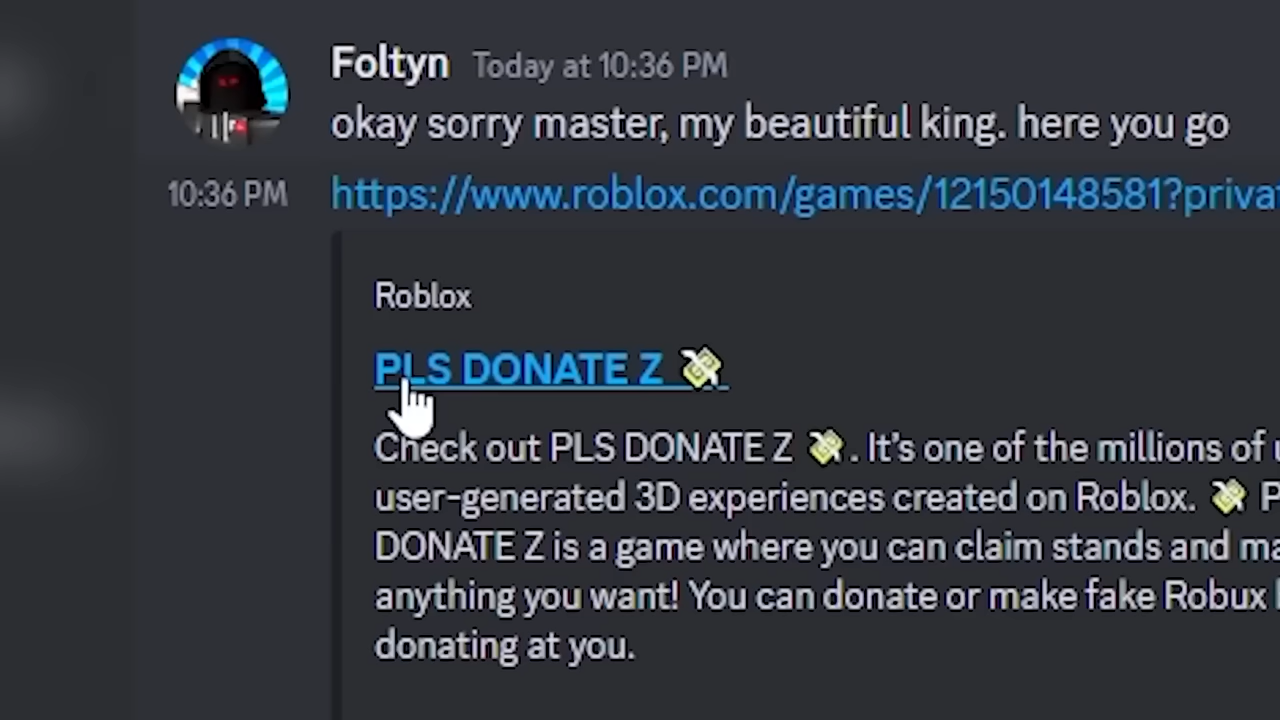 Foltyn Today at 10:36 PM
okay sorry master, my beautiful king. here you go
10:36 PM https://www.roblox.com/games/12150148581?priva
Roblox
PLS DONATE Z 💸
Check out PLS DONATE Z 💸. It’s one of the millions of
user-generated 3D experiences created on Roblox. 💸
DONATE Z is a game where you can claim stands and
anything you want! You can donate or make fake Robux
donating at you.